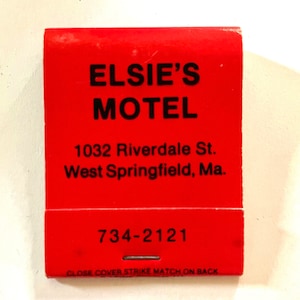 ELSIE'S
MOTEL
1032 Riverdale St.
West Springfield, Ma.
734-2121
CLOSE COVER STRIKE MATCH ON BACK